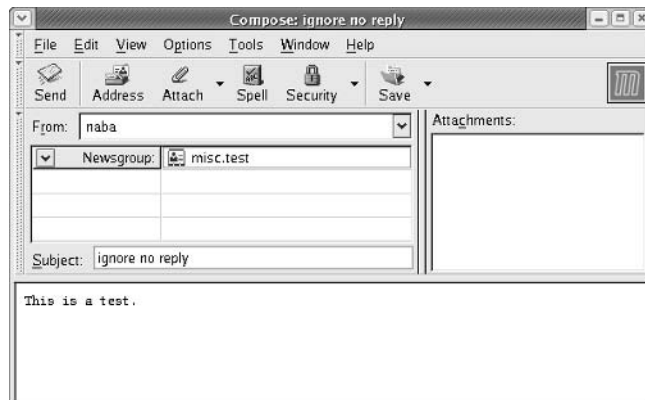 Compose: ignore no reply
File Edit View Options Tools Window Help
Send Address Attach Spell Security Save
From: naba
Attachments:
Newsgroup: misc.test
Subject: ignore no reply
This is a test.